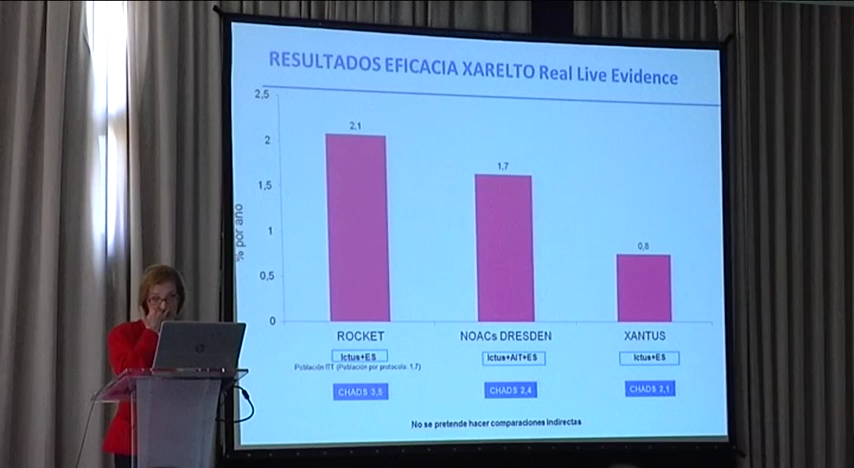 RESULTADOS EFICACIA XARELTO Real Live Evidence
2,5
2
1,5
1
0,5
0
% por año
2,1
1,7
0,8
ROCKET
NOACs DRESDEN
XANTUS
Ictus+ES
Ictus+AIT+ES
Ictus+ES
Población ITT (Población por protocolo: 1,7)
CHADS 3,5
CHADS 2,4
CHADS 2,1
No se pretende hacer comparaciones indirectas